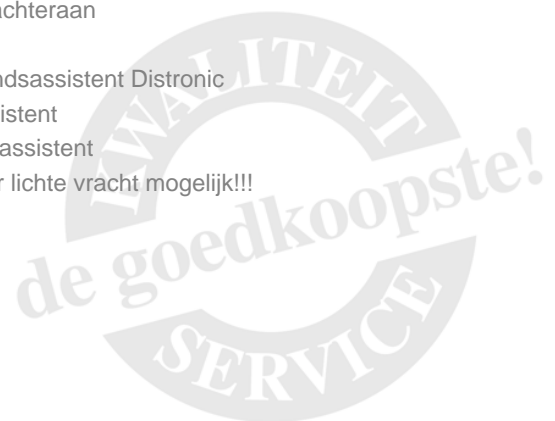 achteraan
ndsassistent Distronic
istent
assistent
r lichte vracht mogelijk!!!
KWALITEIT
de goedkoopste!
SERVICE